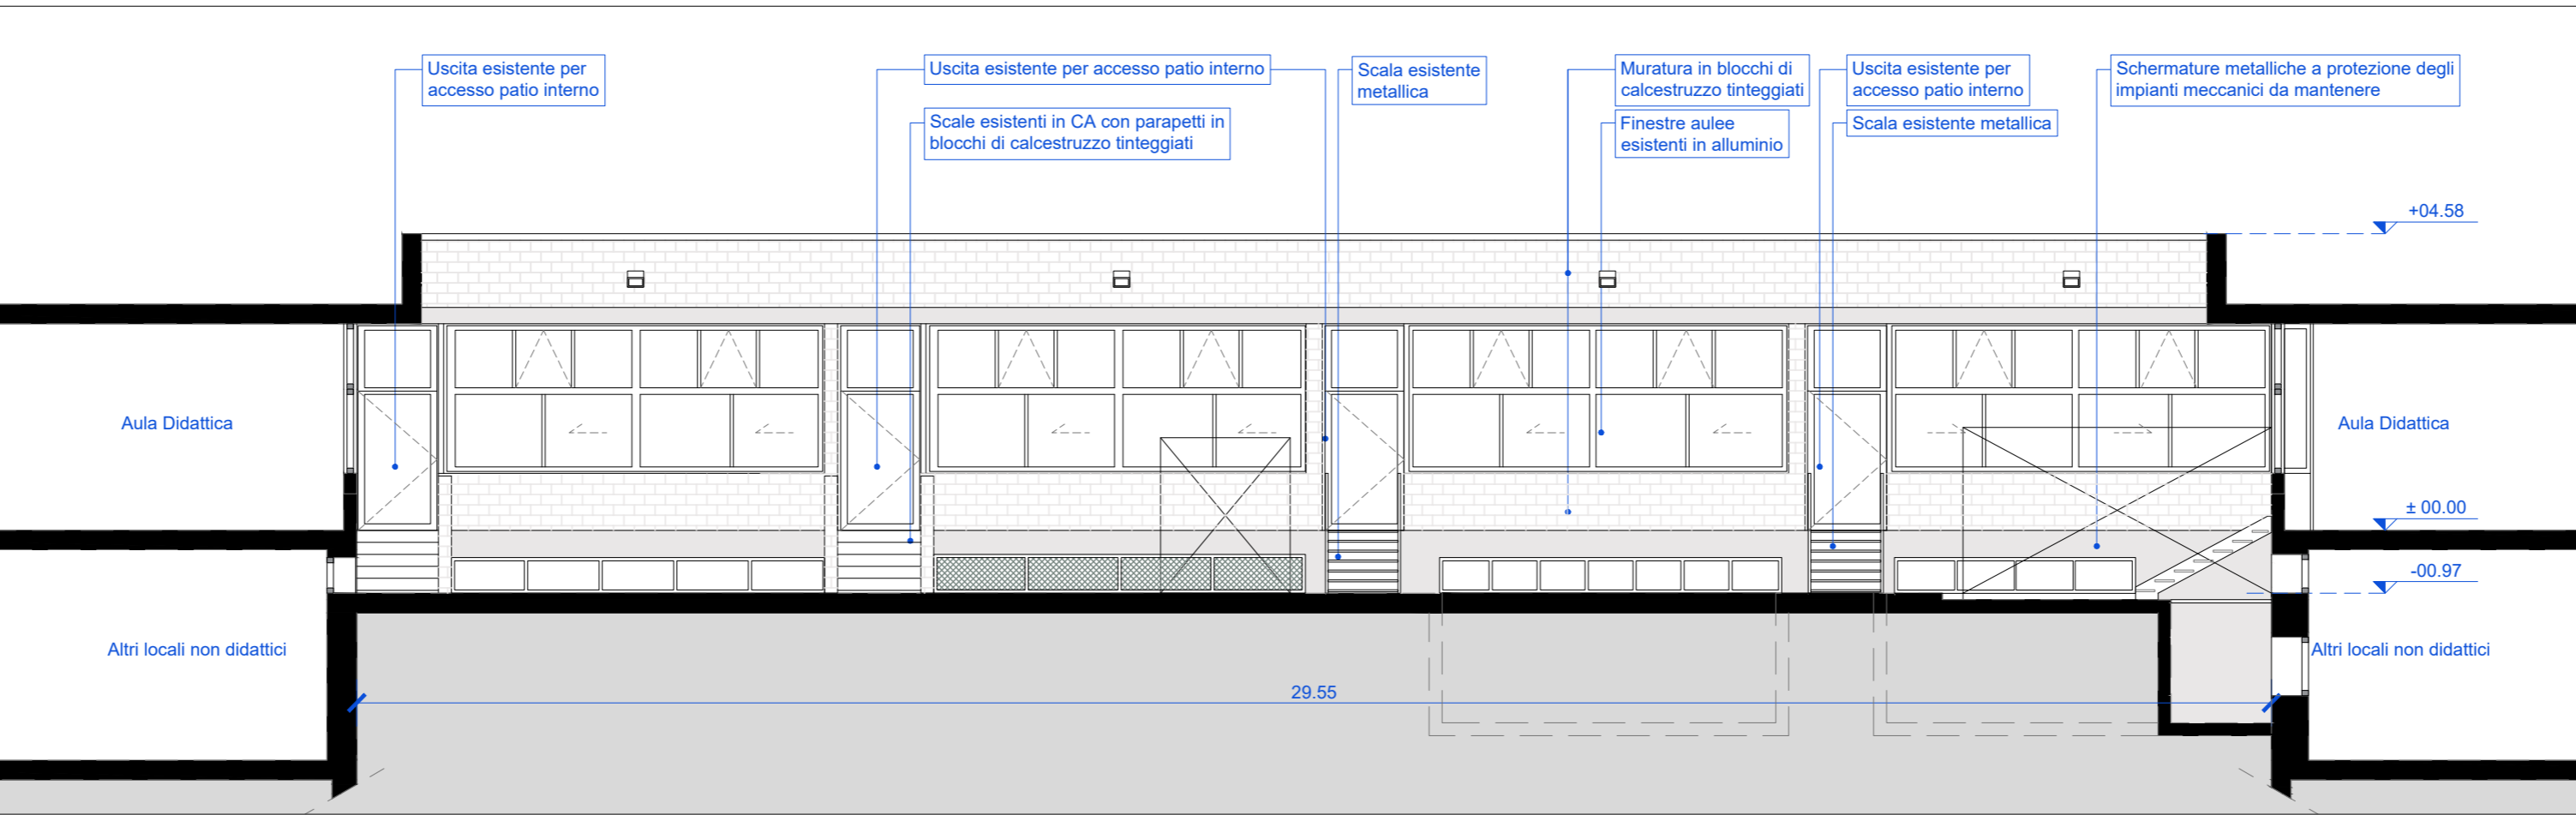 Uscita esistente per
accesso patio interno
Uscita esistente per accesso patio interno
Scale esistenti in CA con parapetti in
blocchi di calcestruzzo tinteggiati
Scala esistente
metallica
Muratura in blocchi di
calcestruzzo tinteggiati
Finestre aulee
esistenti in alluminio
Uscita esistente per
accesso patio interno
Scala esistente metallica
Schermature metalliche a protezione degli
impianti meccanici da mantenere
+04.58
Aula Didattica
Aula Didattica
± 00.00
-00.97
Altri locali non didattici
Altri locali non didattici
29.55